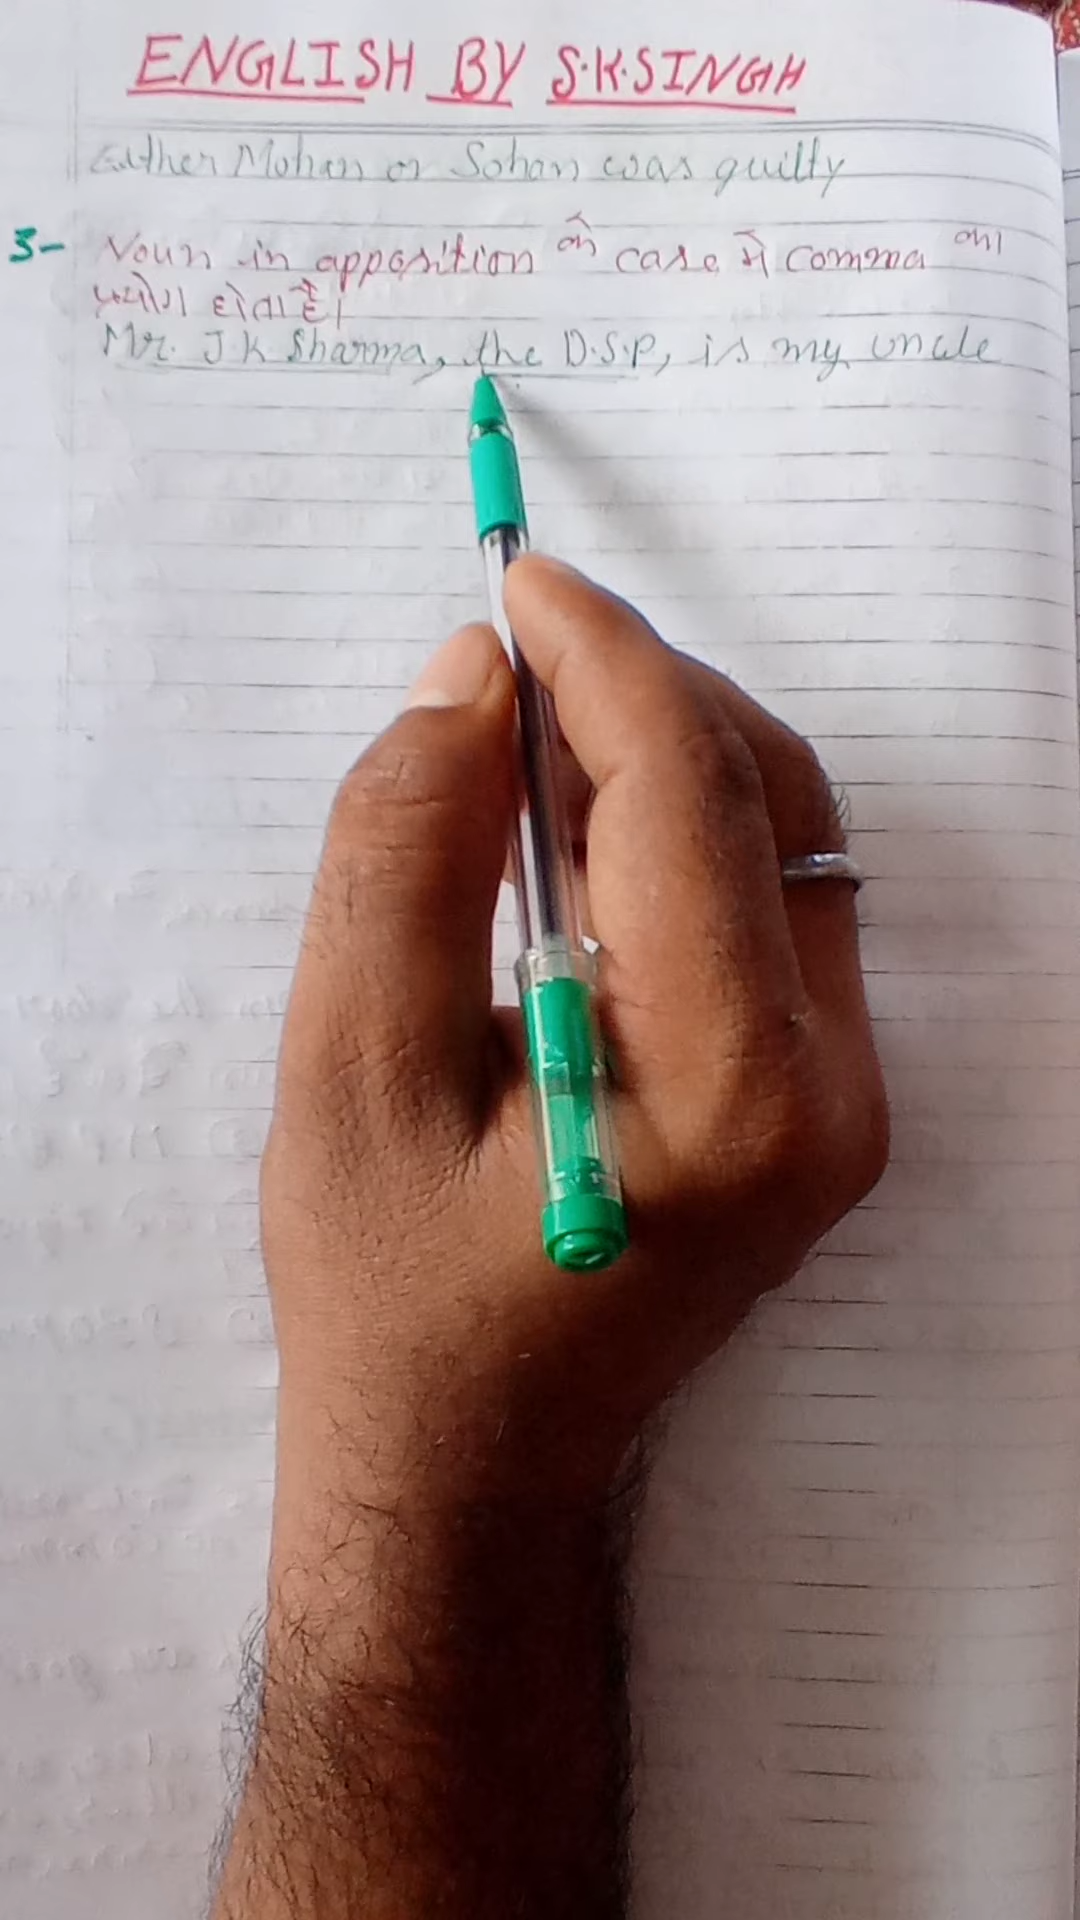 ENGLISH BY S.K.SINGH
Either Mohan or Sohan was guilty
3- Noun in apposition के case में comma का
प्रयोग होता है।
Mr. J.K Sharma, the D.S.P, is my uncle